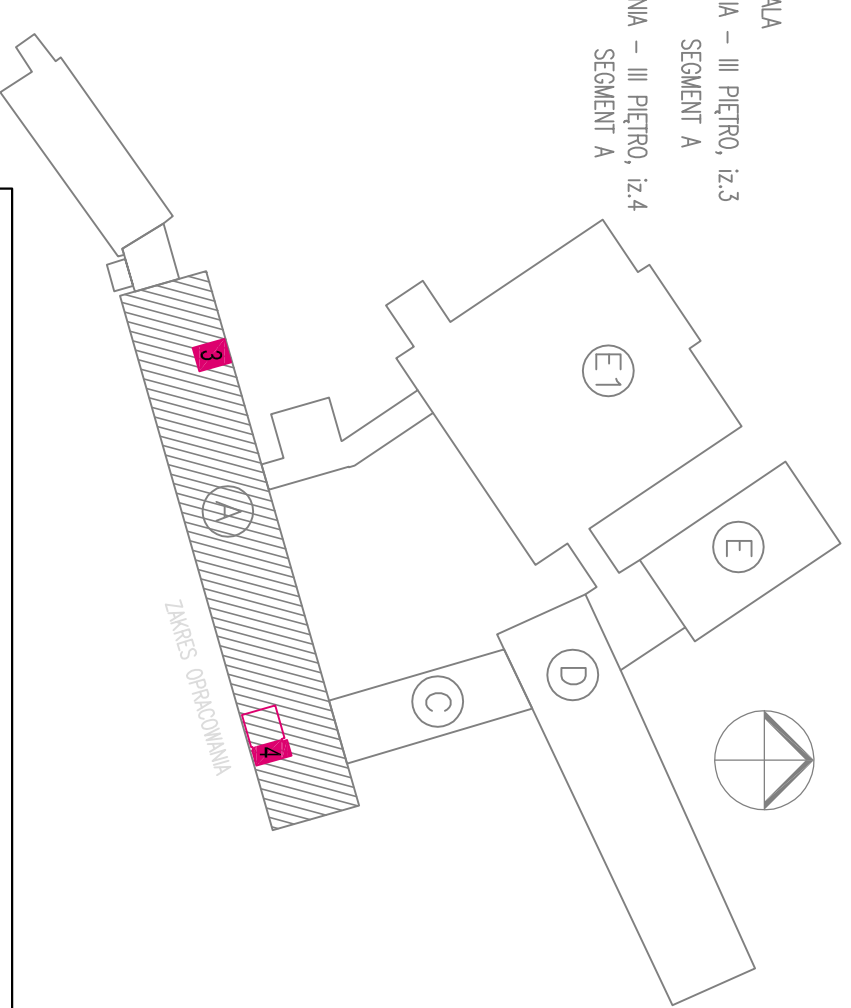 ALA
IA – III PIĘTRO, iz.3
SEGMENT A
NIA – III PIĘTRO, iz.4
SEGMENT A
E1
E
D
C
A
3
4
ZAKRES OPRACOWANIA